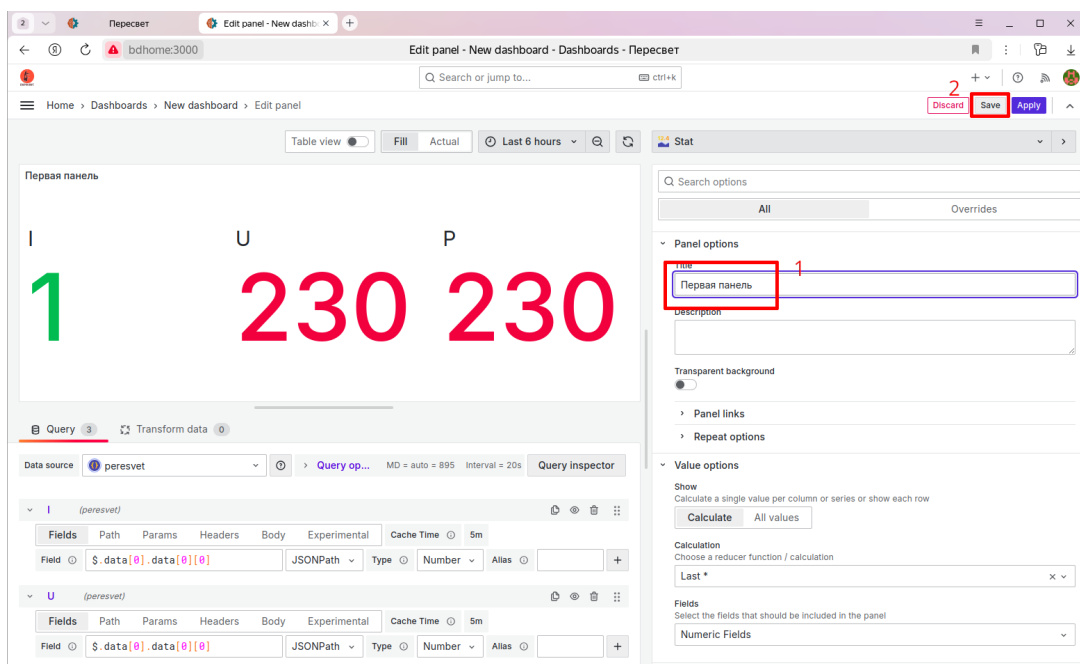 2
Пересвет
Edit panel - New dashb
bdhome:3000
Edit panel - New dashboard - Dashboards - Пересвет
Search or jump to...
ctrl+k
Home › Dashboards › New dashboard › Edit panel
2
Discard
Save
Apply
Table view
Fill
Actual
Last 6 hours
Stat
Первая панель
I
U
P
1
230
230
Search options
All
Overrides
Panel options
Title
1
Первая панель
Description
Transparent background
Panel links
Repeat options
Query 3
Transform data 0
Data source
peresvet
Query op...
MD = auto = 895
Interval = 20s
Query inspector
I
(peresvet)
Fields
Path
Params
Headers
Body
Experimental
Cache Time
5m
Field
$.data[0].data[0][0]
JSONPath
Type
Number
Alias
U
(peresvet)
Fields
Path
Params
Headers
Body
Experimental
Cache Time
5m
Field
$.data[0].data[0][0]
JSONPath
Type
Number
Alias
Value options
Show
Calculate a single value per column or series or show each row
Calculate
All values
Calculation
Choose a reducer function / calculation
Last *
Fields
Select the fields that should be included in the panel
Numeric Fields